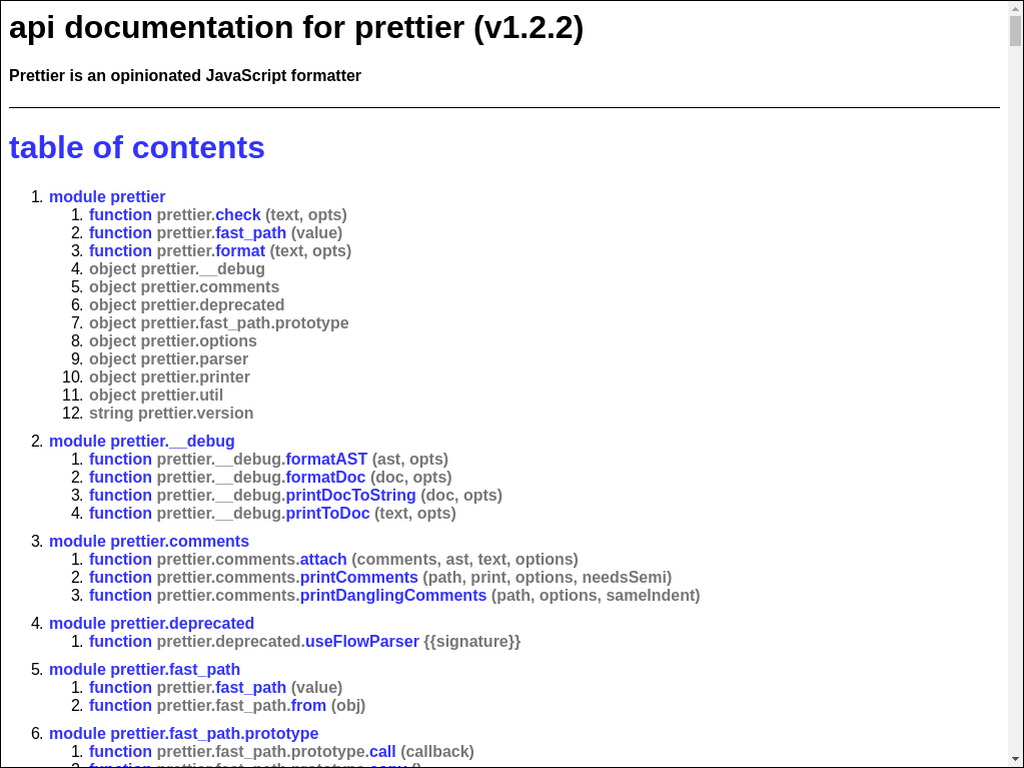 api documentation for prettier (v1.2.2)
Prettier is an opinionated JavaScript formatter
table of contents
1. module prettier
1. function prettier.check (text, opts)
2. function prettier.fast_path (value)
3. function prettier.format (text, opts)
4. object prettier.__debug
5. object prettier.comments
6. object prettier.deprecated
7. object prettier.fast_path.prototype
8. object prettier.options
9. object prettier.parser
10. object prettier.printer
11. object prettier.util
12. string prettier.version
2. module prettier.__debug
1. function prettier.__debug.formatAST (ast, opts)
2. function prettier.__debug.formatDoc (doc, opts)
3. function prettier.__debug.printDocToString (doc, opts)
4. function prettier.__debug.printToDoc (text, opts)
3. module prettier.comments
1. function prettier.comments.attach (comments, ast, text, options)
2. function prettier.comments.printComments (path, print, options, needsSemi)
3. function prettier.comments.printDanglingComments (path, options, sameIndent)
4. module prettier.deprecated
1. function prettier.deprecated.useFlowParser {{signature}}
5. module prettier.fast_path
1. function prettier.fast_path (value)
2. function prettier.fast_path.from (obj)
6. module prettier.fast_path.prototype
1. function prettier.fast_path.prototype.call (callback)
2. function prettier.fast_path.prototype.copy ()